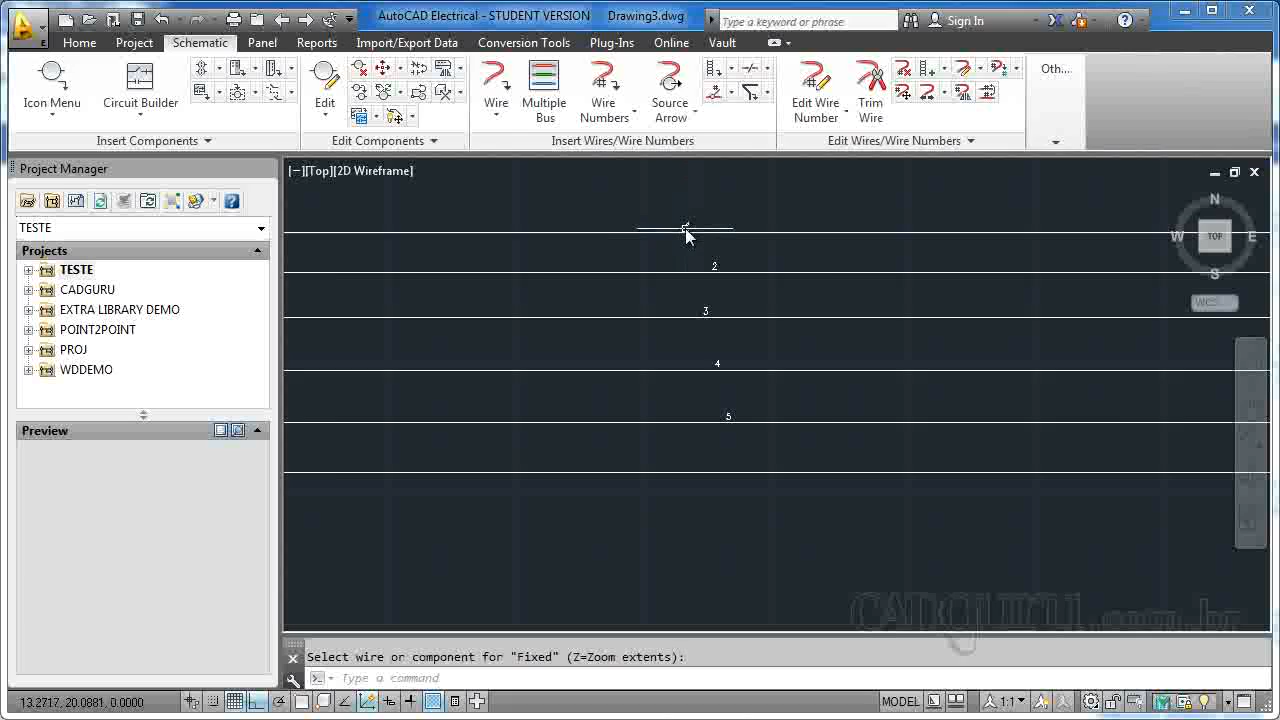 AutoCAD Electrical - STUDENT VERSION Drawing3.dwg
Type a keyword or phrase
Sign In
Home Project Schematic Panel Reports Import/Export Data Conversion Tools Plug-Ins Online Vault
Icon Menu
Circuit Builder
Edit
Wire
Multiple Bus
Wire Numbers
Source Arrow
Edit Wire Number
Trim Wire
Oth...
Insert Components
Edit Components
Insert Wires/Wire Numbers
Edit Wires/Wire Numbers
Project Manager
TESTE
Projects
TESTE
CADGURU
EXTRA LIBRARY DEMO
POINT2POINT
PROJ
WDDEMO
Preview
[−][Top][2D Wireframe]
N
W TOP E
S
WCS
2
3
4
5
CADguru.com.br
Select wire or component for "Fixed" (Z=Zoom extents):
Type a command
13.2717, 20.0881, 0.0000
MODEL
1:1